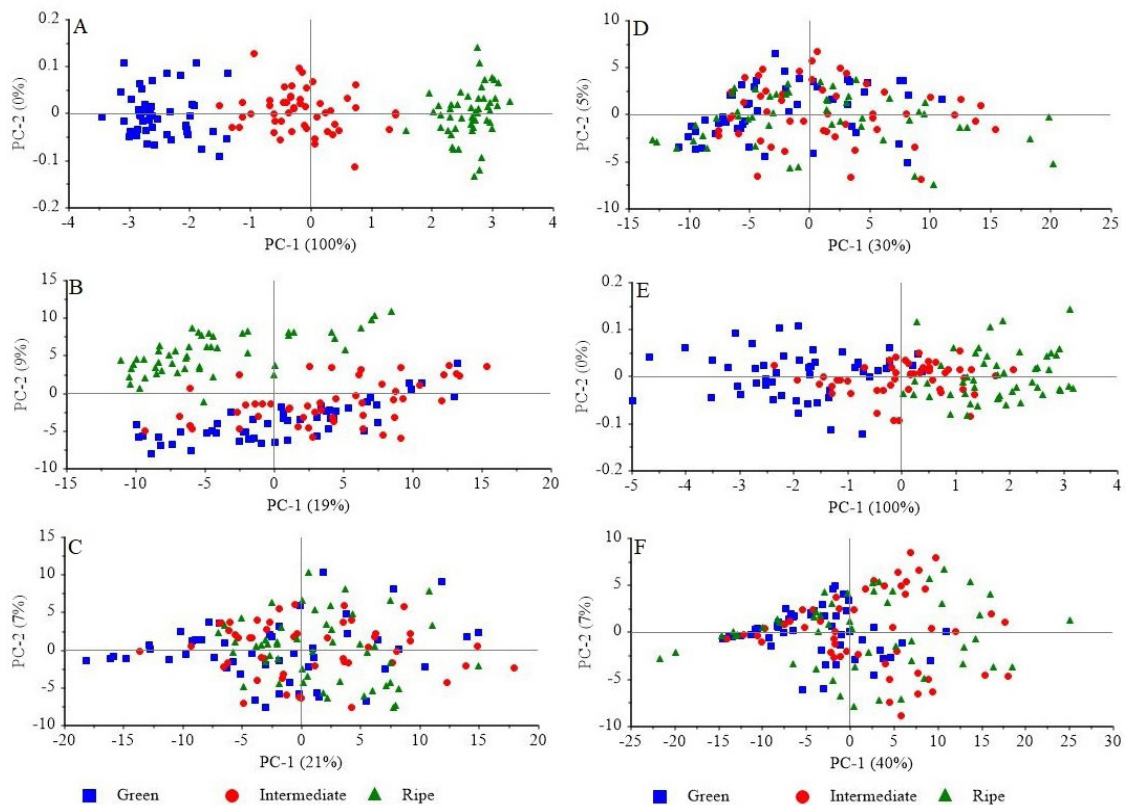 A
0.2
0.1
0
-0.1
-0.2
PC-2 (0%)
-4 -3 -2 -1 0 1 2 3 4
PC-1 (100%)
B
15
10
5
0
-5
-10
PC-2 (9%)
-15 -10 -5 0 5 10 15 20
PC-1 (19%)
C
15
10
5
0
-5
-10
PC-2 (7%)
-20 -15 -10 -5 0 5 10 15 20
PC-1 (21%)
Green Intermediate Ripe
D
10
5
0
-5
-10
PC-2 (5%)
-15 -10 -5 0 5 10 15 20 25
PC-1 (30%)
E
0.2
0.1
0
-0.1
-0.2
PC-2 (0%)
-5 -4 -3 -2 -1 0 1 2 3 4
PC-1 (100%)
F
10
5
0
-5
-10
PC-2 (7%)
-25 -20 -15 -10 -5 0 5 10 15 20 25 30
PC-1 (40%)
Green Intermediate Ripe